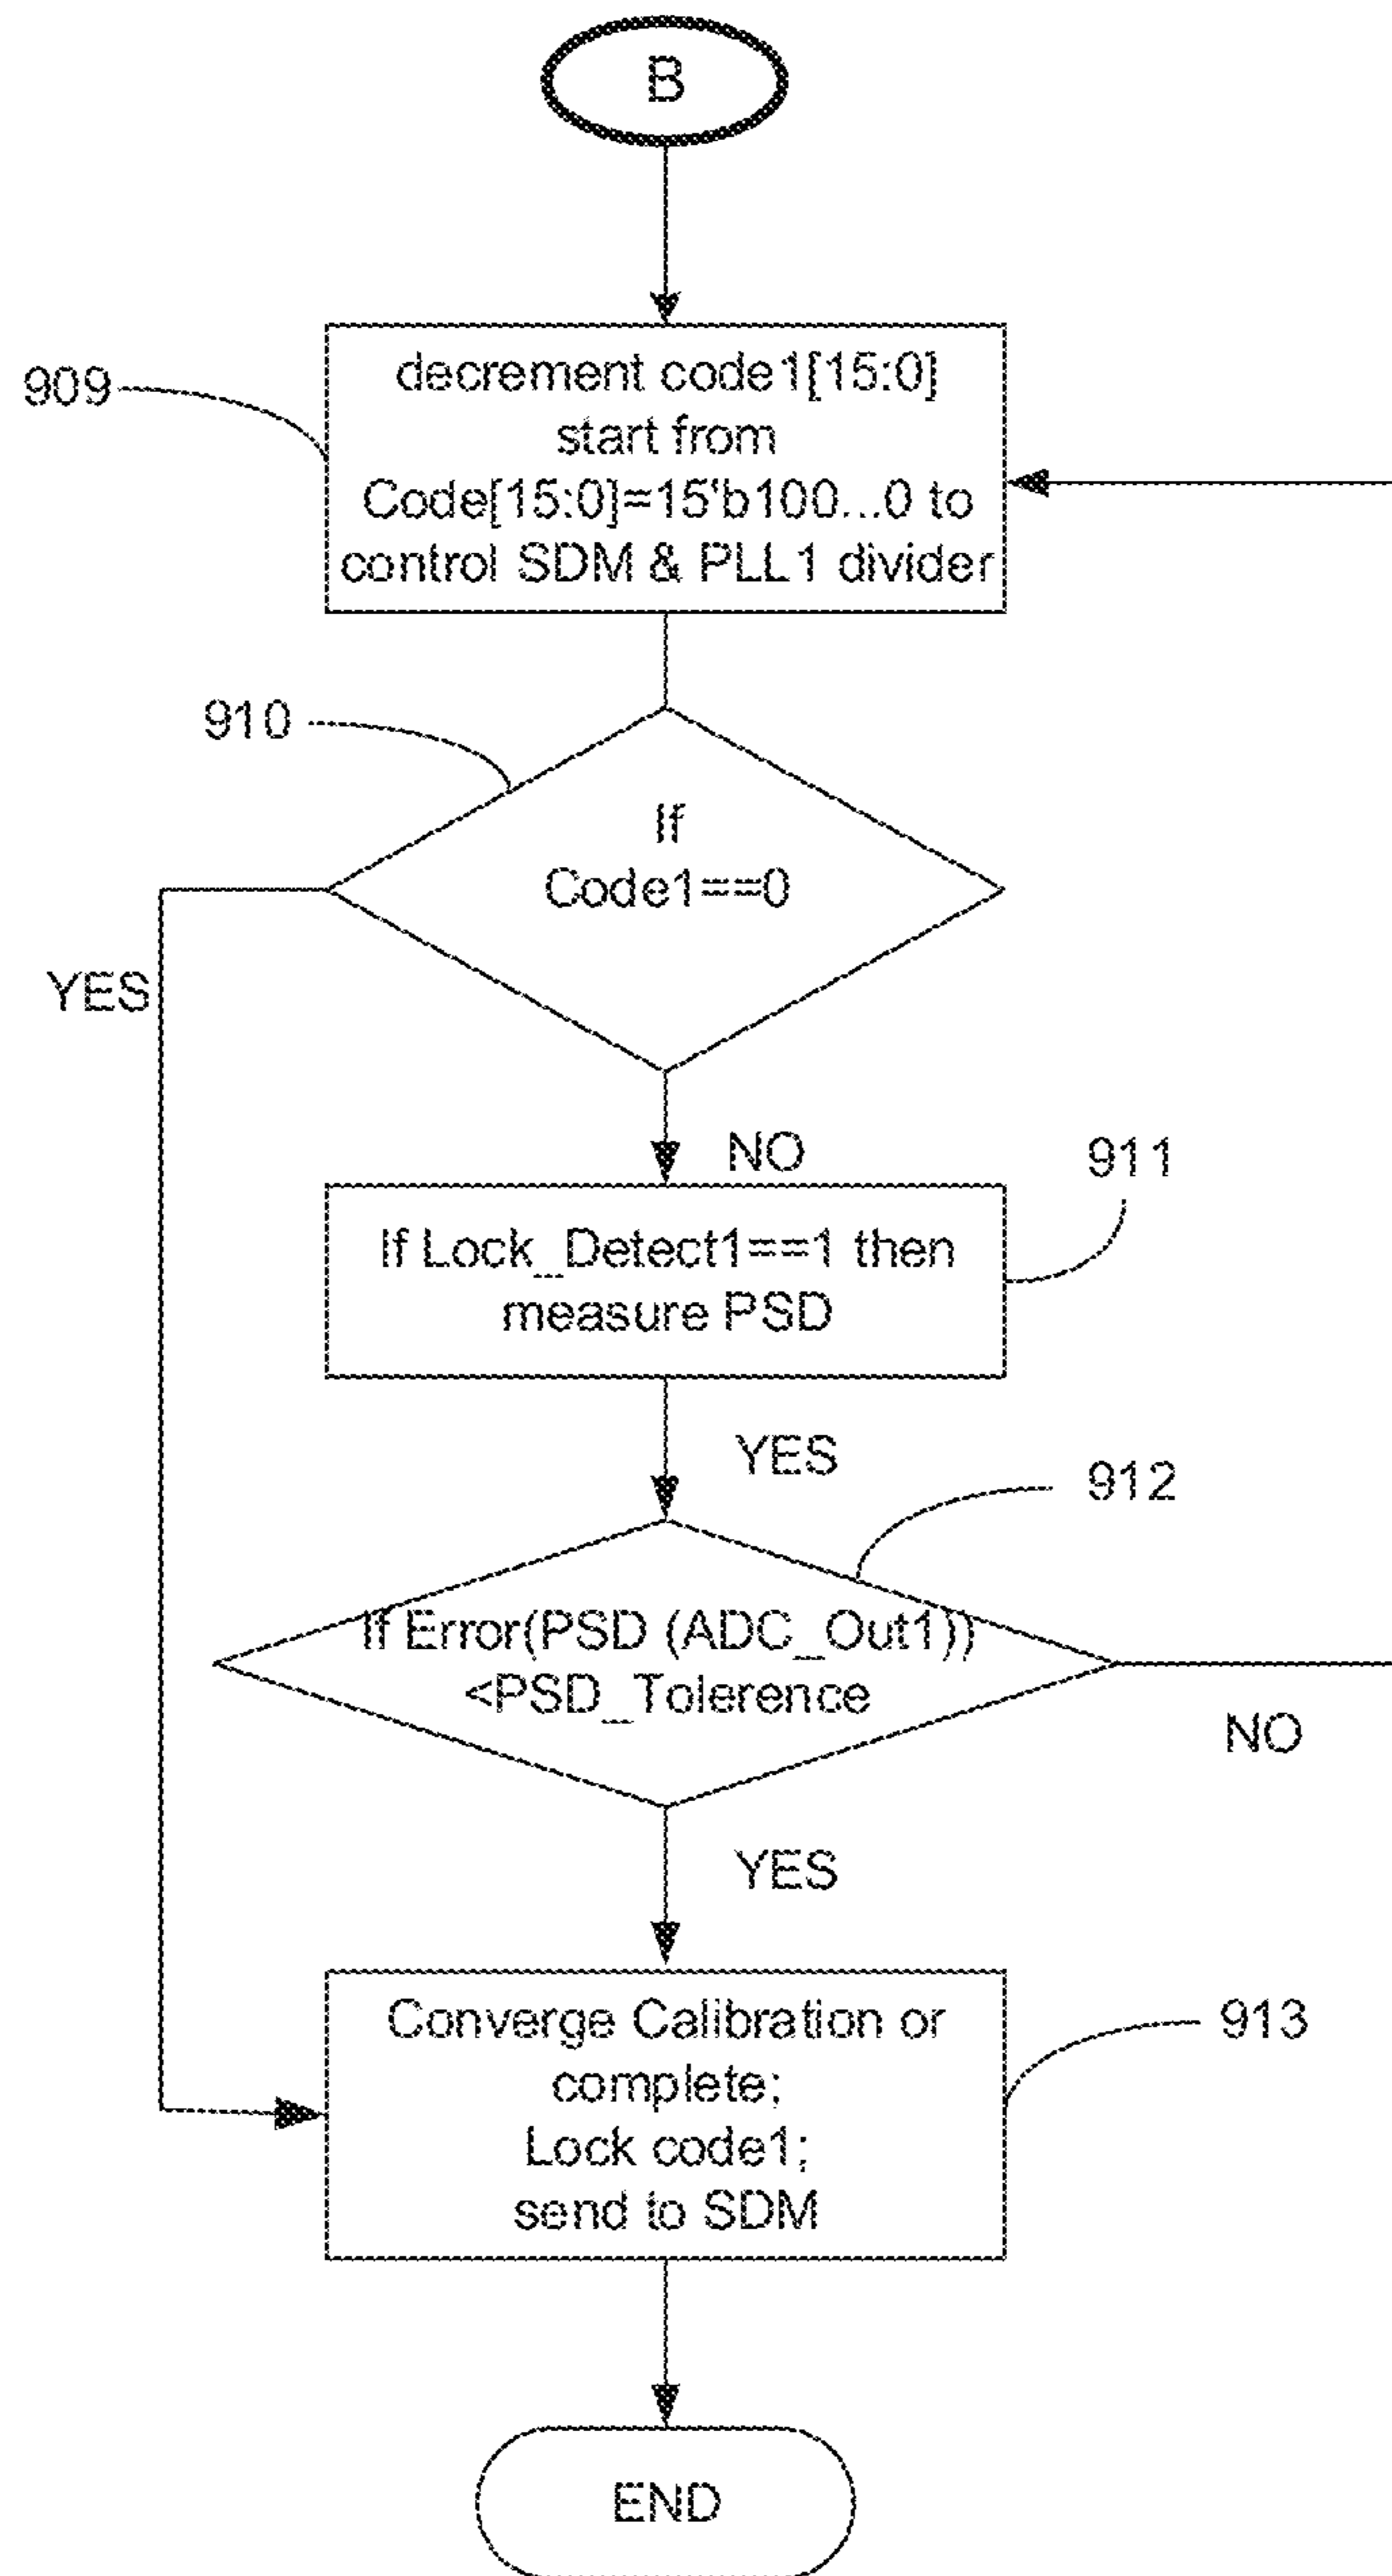 B
909
decrement code1[15:0]
start from
Code[15:0]=15'b100...0 to
control SDM & PLL1 divider
910
If
Code1==0
YES
NO
911
If Lock_Detect1==1 then
measure PSD
YES
912
If Error(PSD (ADC_Out1))
<PSD_Tolerence
NO
YES
Converge Calibration or
complete;
Lock code1;
send to SDM
913
END